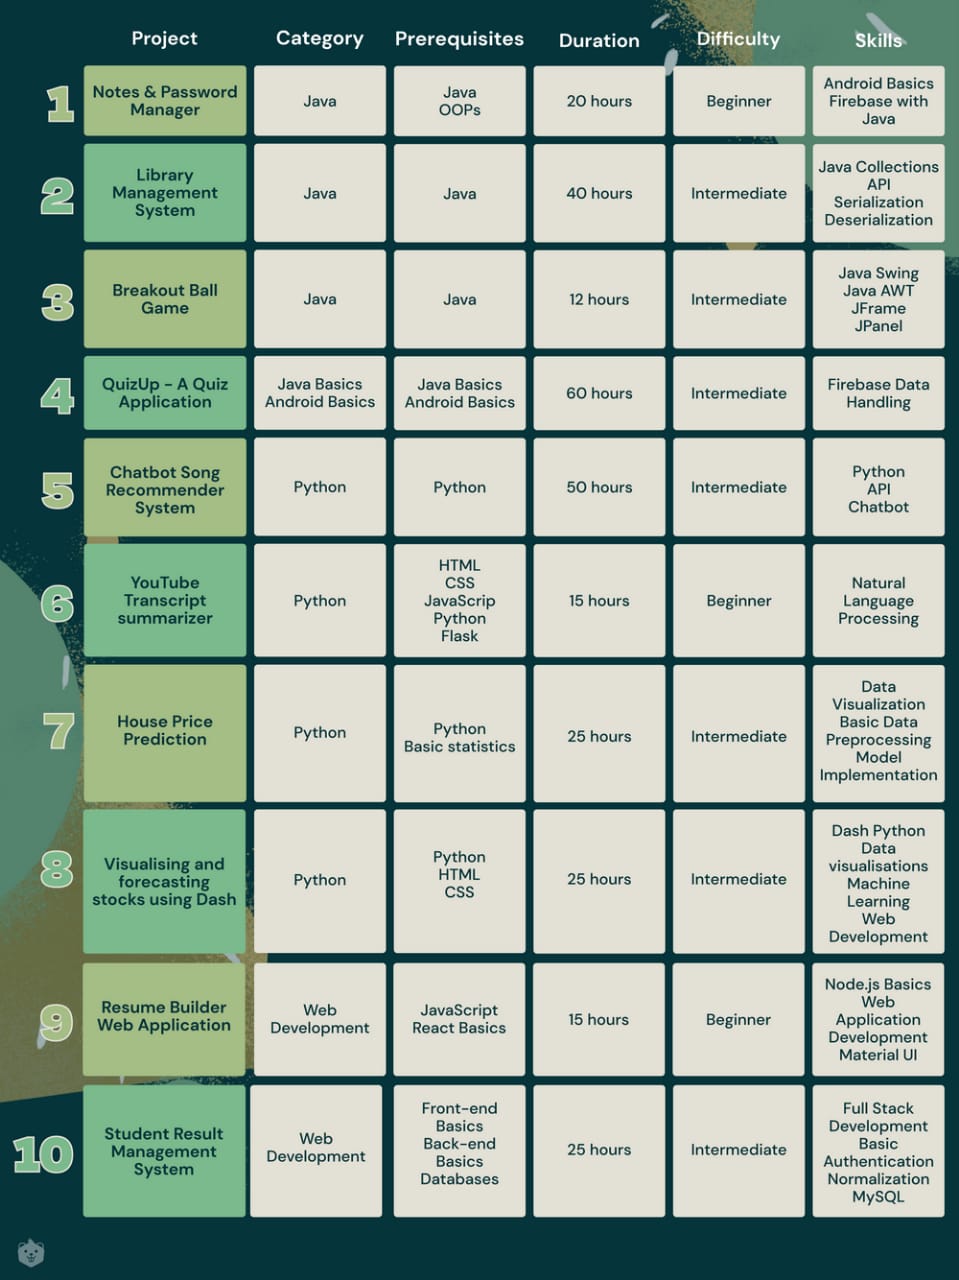 Project
Category
Prerequisites
Duration
Difficulty
Skills
1
Notes & Password
Manager
Java
Java
OOPs
20 hours
Beginner
Android Basics
Firebase with
Java
2
Library
Management
System
Java
Java
40 hours
Intermediate
Java Collections
API
Serialization
Deserialization
3
Breakout Ball
Game
Java
Java
12 hours
Intermediate
Java Swing
Java AWT
JFrame
JPanel
4
QuizUp - A Quiz
Application
Java Basics
Android Basics
Java Basics
Android Basics
60 hours
Intermediate
Firebase Data
Handling
5
Chatbot Song
Recommender
System
Python
Python
50 hours
Intermediate
Python
API
Chatbot
6
YouTube
Transcript
summarizer
Python
HTML
CSS
JavaScrip
Python
Flask
15 hours
Beginner
Natural
Language
Processing
7
House Price
Prediction
Python
Python
Basic statistics
25 hours
Intermediate
Data
Visualization
Basic Data
Preprocessing
Model
Implementation
8
Visualising and
forecasting
stocks using Dash
Python
Python
HTML
CSS
25 hours
Intermediate
Dash Python
Data
visualisations
Machine
Learning
Web
Development
9
Resume Builder
Web Application
Web
Development
JavaScript
React Basics
15 hours
Beginner
Node.js Basics
Web
Application
Development
Material UI
10
Student Result
Management
System
Web
Development
Front-end
Basics
Back-end
Basics
Databases
25 hours
Intermediate
Full Stack
Development
Basic
Authentication
Normalization
MySQL